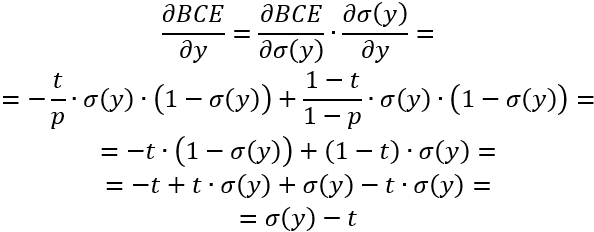 ∂BCE/∂y = ∂BCE/∂σ(y) · ∂σ(y)/∂y =
= − t/p · σ(y) · (1 − σ(y)) + (1 − t)/(1 − p) · σ(y) · (1 − σ(y)) =
= −t · (1 − σ(y)) + (1 − t) · σ(y) =
= −t + t · σ(y) + σ(y) − t · σ(y) =
= σ(y) − t